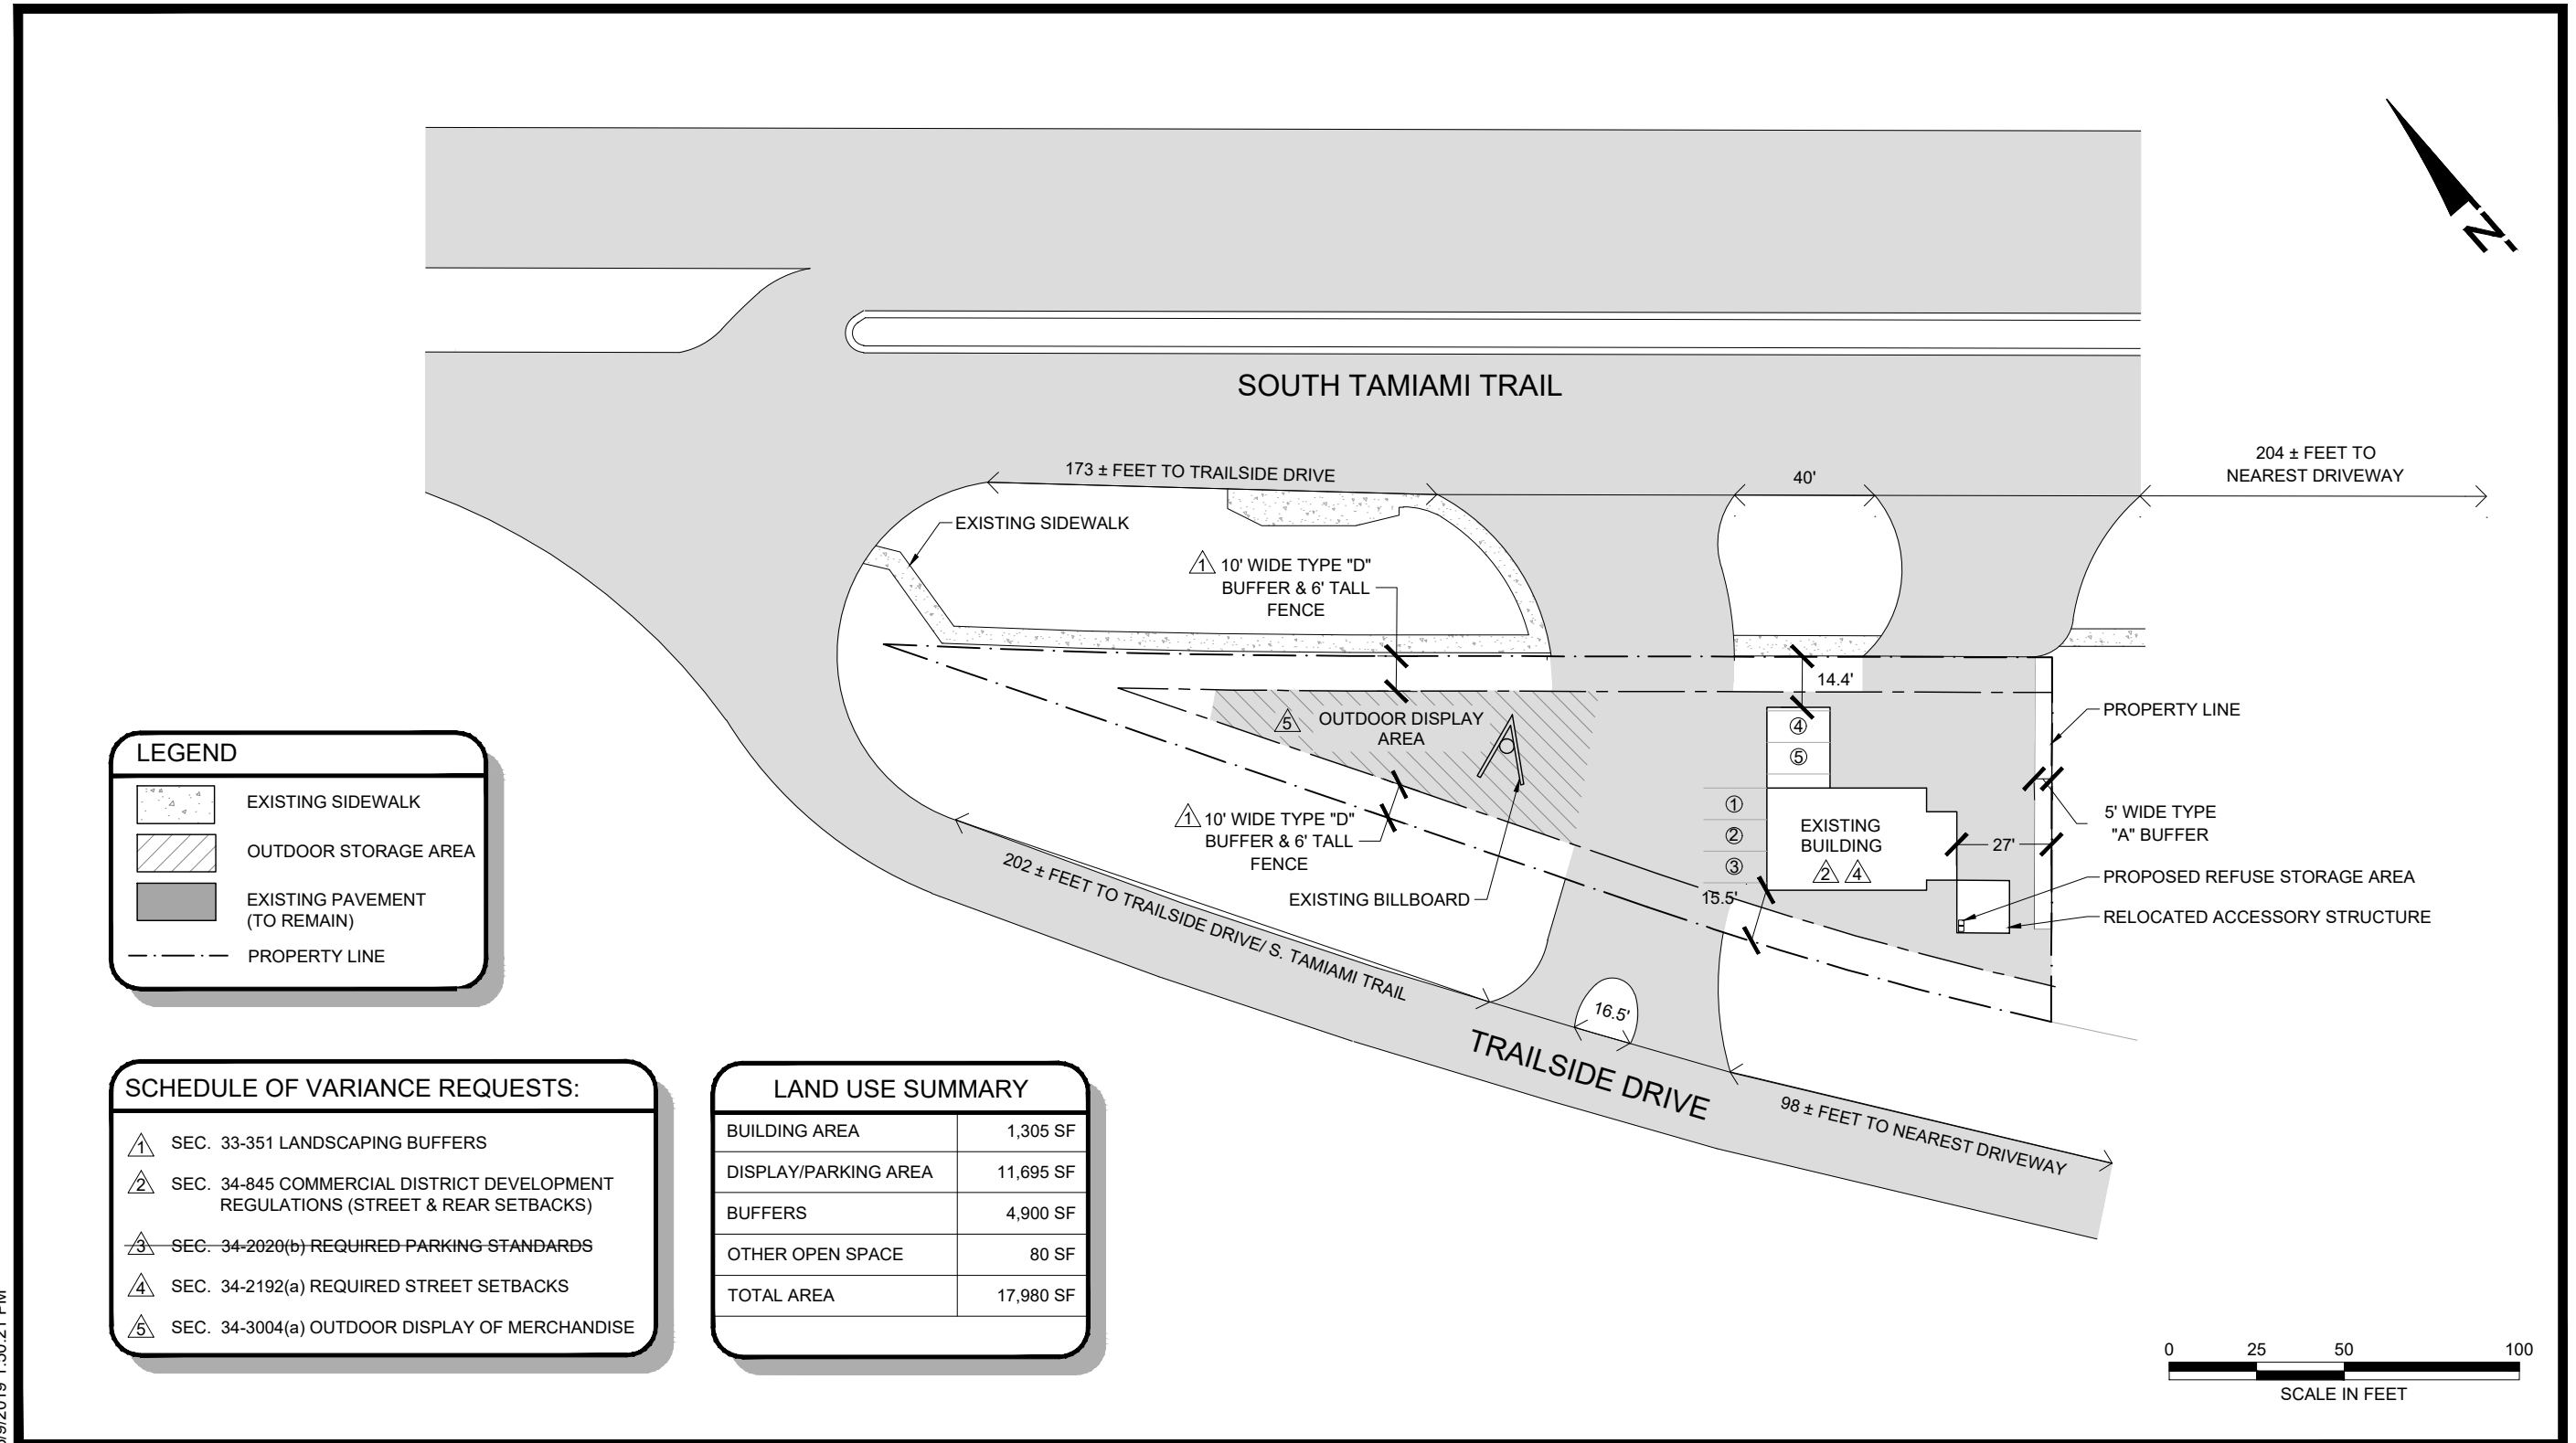 SOUTH TAMIAMI TRAIL
N
173 ± FEET TO TRAILSIDE DRIVE
40'
204 ± FEET TO
NEAREST DRIVEWAY
EXISTING SIDEWALK
1 10' WIDE TYPE "D"
BUFFER & 6' TALL
FENCE
14.4'
5 OUTDOOR DISPLAY
AREA
④
⑤
PROPERTY LINE
①
②
③
EXISTING
BUILDING
2 4
27'
5' WIDE TYPE
"A" BUFFER
1 10' WIDE TYPE "D"
BUFFER & 6' TALL
FENCE
EXISTING BILLBOARD
15.5'
PROPOSED REFUSE STORAGE AREA
RELOCATED ACCESSORY STRUCTURE
202 ± FEET TO TRAILSIDE DRIVE/ S. TAMIAMI TRAIL
16.5'
TRAILSIDE DRIVE
98 ± FEET TO NEAREST DRIVEWAY
LEGEND
EXISTING SIDEWALK
OUTDOOR STORAGE AREA
EXISTING PAVEMENT
(TO REMAIN)
PROPERTY LINE
SCHEDULE OF VARIANCE REQUESTS:
1 SEC. 33-351 LANDSCAPING BUFFERS
2 SEC. 34-845 COMMERCIAL DISTRICT DEVELOPMENT
REGULATIONS (STREET & REAR SETBACKS)
3 SEC. 34-2020(b) REQUIRED PARKING STANDARDS
4 SEC. 34-2192(a) REQUIRED STREET SETBACKS
5 SEC. 34-3004(a) OUTDOOR DISPLAY OF MERCHANDISE
LAND USE SUMMARY
BUILDING AREA 1,305 SF
DISPLAY/PARKING AREA 11,695 SF
BUFFERS 4,900 SF
OTHER OPEN SPACE 80 SF
TOTAL AREA 17,980 SF
0 25 50 100
SCALE IN FEET